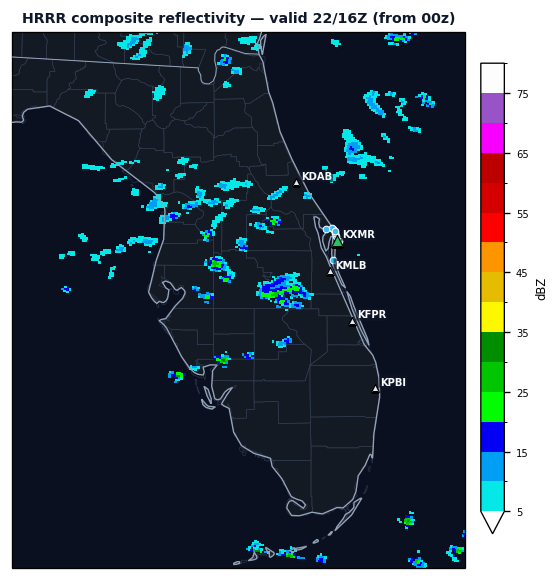 HRRR composite reflectivity — valid 22/16Z (from 00z)
KDAB
KXMR
KMLB
KFPR
KPBI
75
65
55
45
35
25
15
5
dBZ